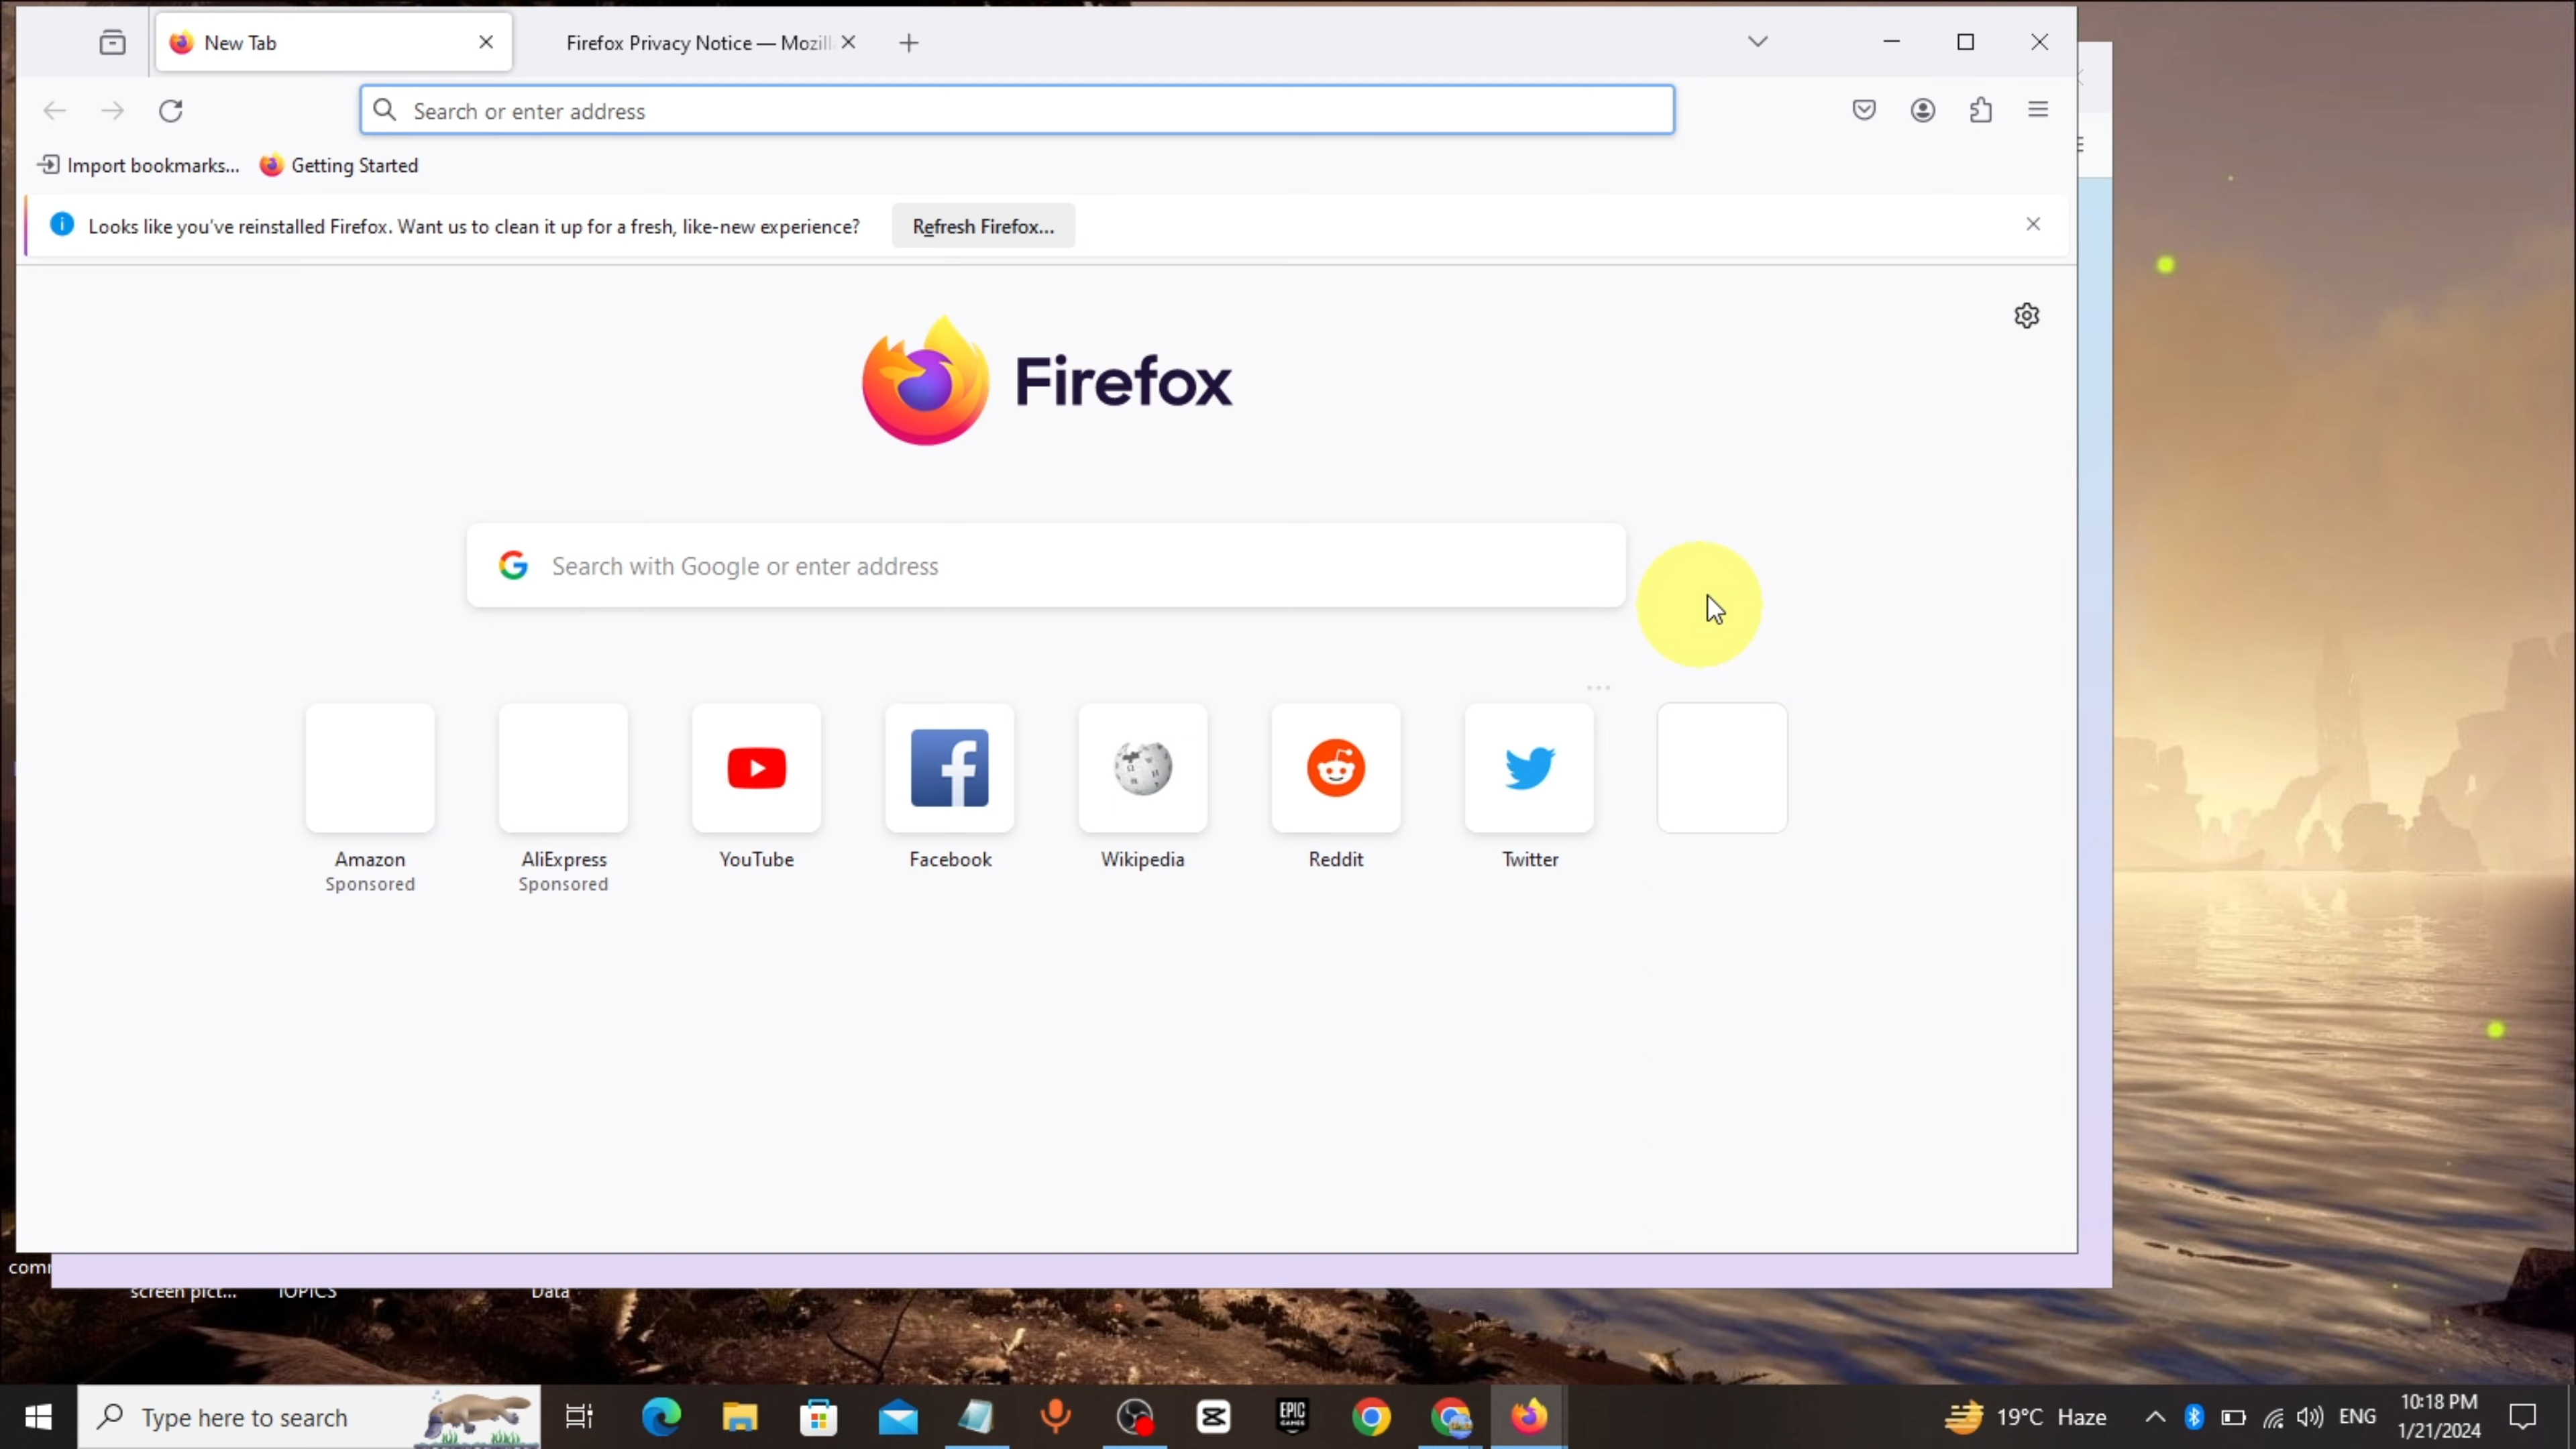 New Tab
Firefox Privacy Notice — Mozill
Search or enter address
Import bookmarks...
Getting Started
Looks like you've reinstalled Firefox. Want us to clean it up for a fresh, like-new experience?
Refresh Firefox...
Firefox
Search with Google or enter address
Amazon
Sponsored
AliExpress
Sponsored
YouTube
Facebook
Wikipedia
Reddit
Twitter
com
screen pict...
TOPICS
Data
Type here to search
EPIC
GAMES
19°C Haze
ENG
10:18 PM
1/21/2024